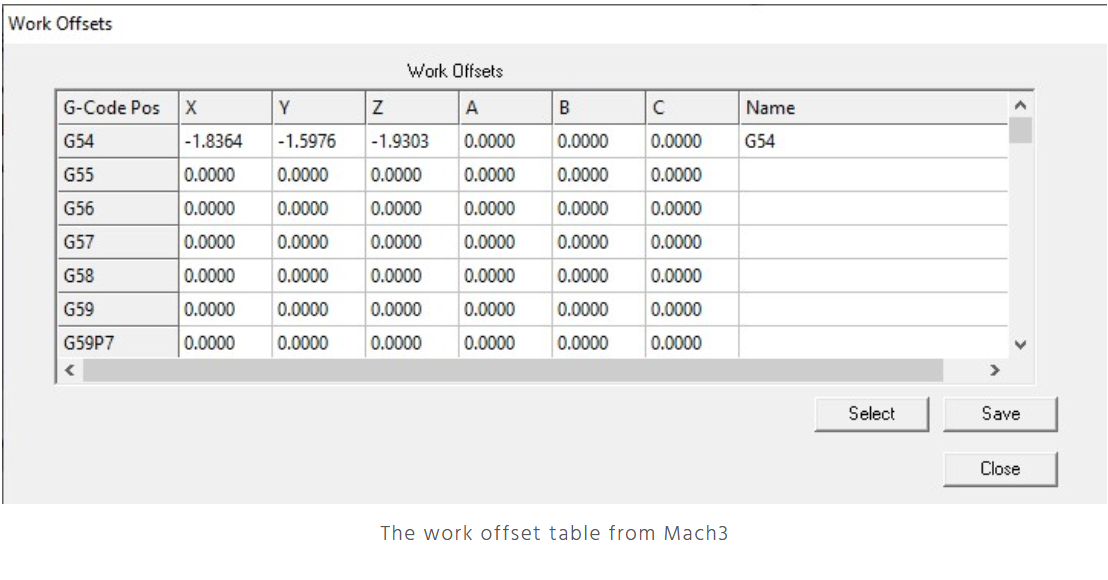 Work Offsets
Work Offsets
G-Code Pos X Y Z A B C Name
G54 -1.8364 -1.5976 -1.9303 0.0000 0.0000 0.0000 G54
G55 0.0000 0.0000 0.0000 0.0000 0.0000 0.0000
G56 0.0000 0.0000 0.0000 0.0000 0.0000 0.0000
G57 0.0000 0.0000 0.0000 0.0000 0.0000 0.0000
G58 0.0000 0.0000 0.0000 0.0000 0.0000 0.0000
G59 0.0000 0.0000 0.0000 0.0000 0.0000 0.0000
G59P7 0.0000 0.0000 0.0000 0.0000 0.0000 0.0000
Select Save
Close
The work offset table from Mach3